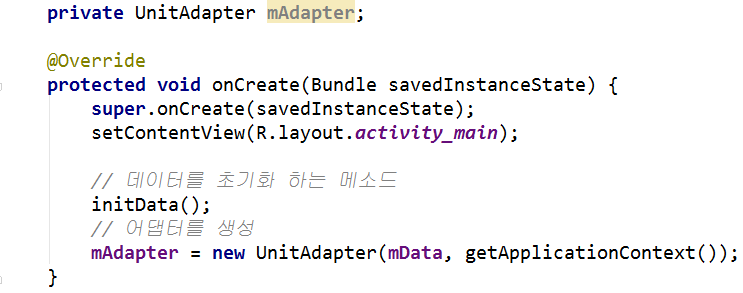 private UnitAdapter mAdapter;
@Override
protected void onCreate(Bundle savedInstanceState) {
super.onCreate(savedInstanceState);
setContentView(R.layout.activity_main);
// 데이터를 초기화 하는 메소드
initData();
// 어댑터를 생성
mAdapter = new UnitAdapter(mData, getApplicationContext());
}